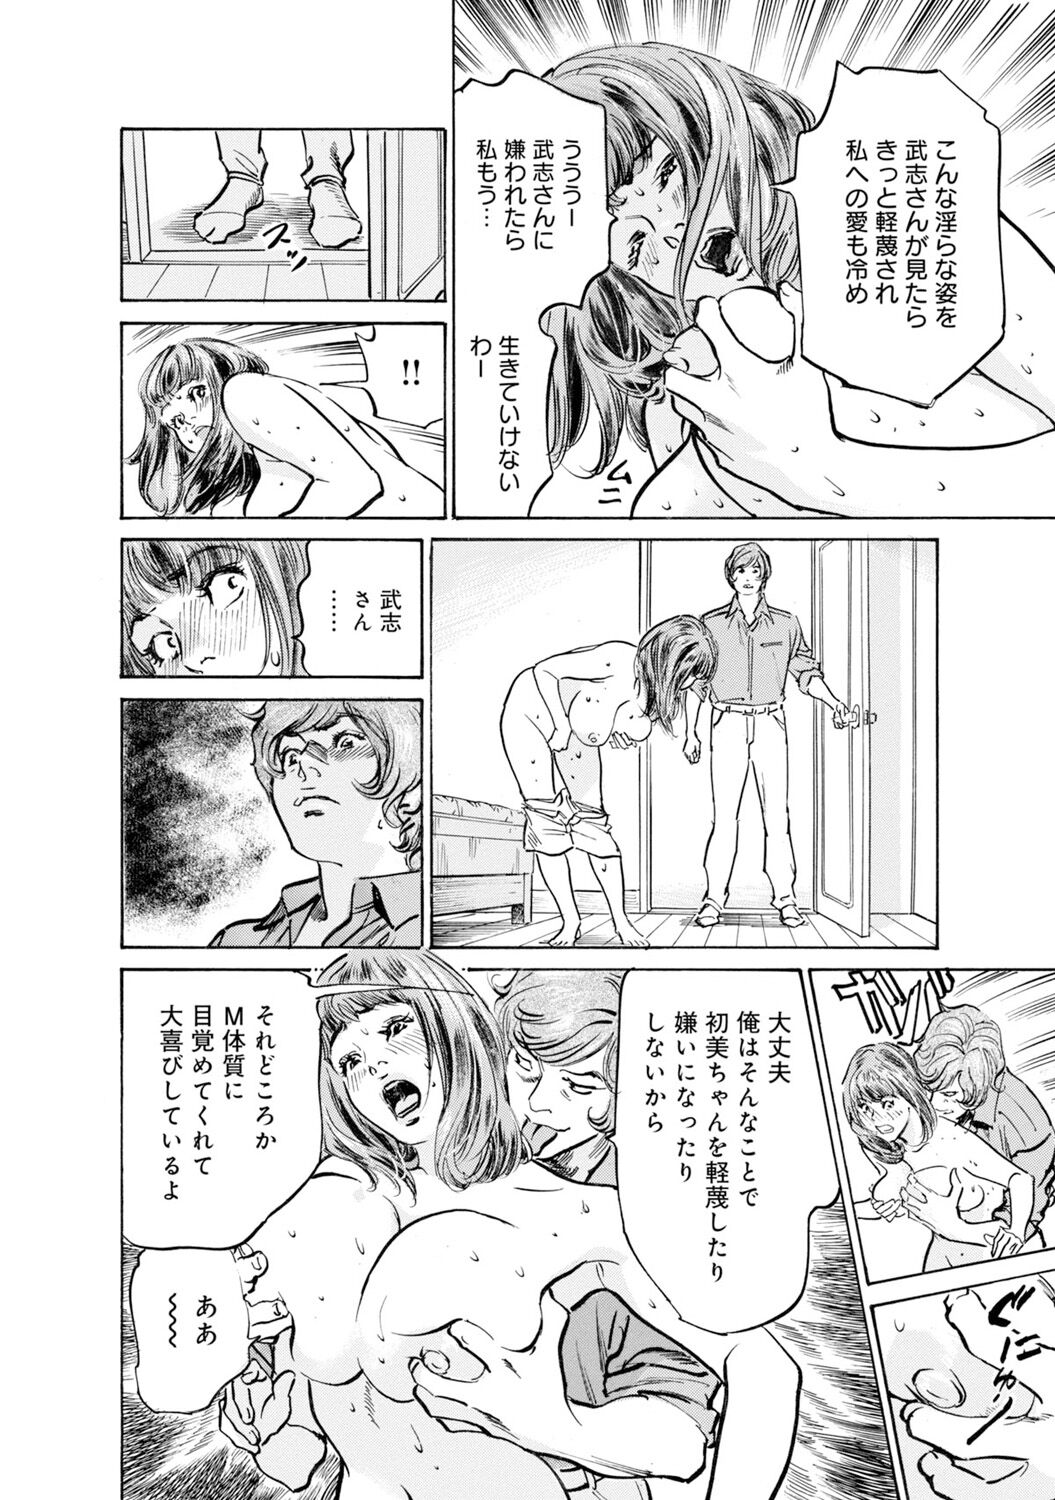 こんな淫らな姿を
武志さんが見たら
きっと軽蔑され
私への愛も冷め
うううー
武志さんに
嫌われたら
私もう…
生きていけない
わー
ムニ
ズッ
!!
武志
さん
……
ガバッ
大丈夫
俺はそんなことで
初美ちゃんを軽蔑したり
嫌いになったり
しないから
それどころか
M体質に
目覚めてくれて
大喜びしているよ
ああ
〜〜
ぐにゅ